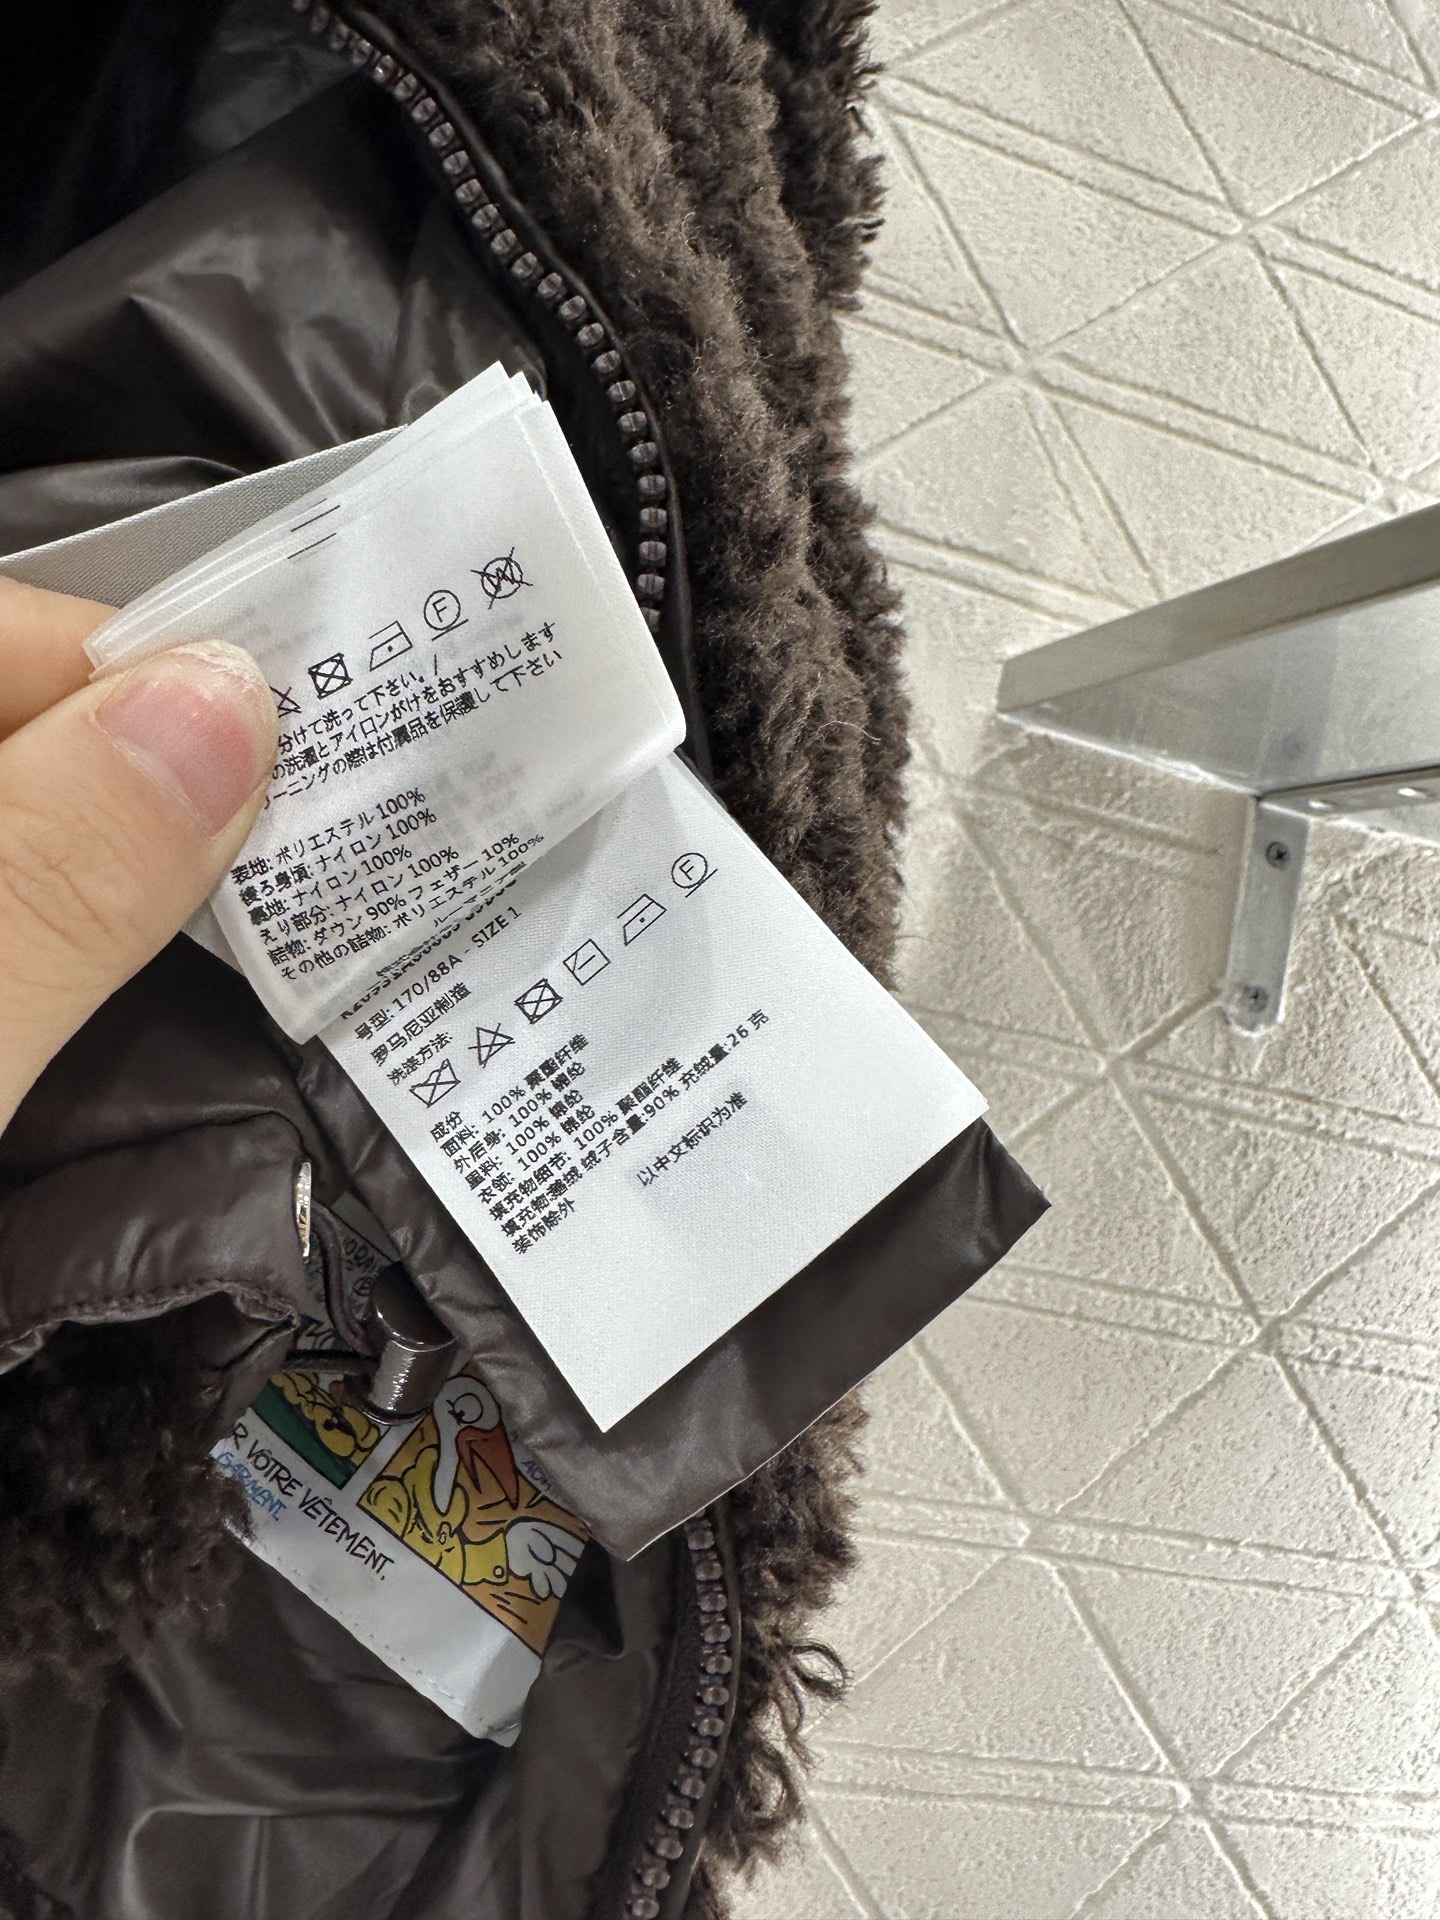 F
W
分けて洗って下さい。/
の洗濯とアイロンがけをおすすめします
ーニングの際は付属品を保護して下さい
表地: ポリエステル 100%
後ろ身頃: ナイロン 100%
裏地: ナイロン 100%
えり部分: ナイロン 100%
詰物: ダウン 90% フェザー 10%
その他の詰物: ポリエステル 100%
号型: 170/88A - SIZE 1
罗马尼亚制造
洗涤方法:
F
成份
面料: 100% 聚酯纤维
外后身: 100% 锦纶
里料: 100% 锦纶
衣领: 100% 锦纶
填充物细节: 100% 聚酯纤维
填充物:鹅绒 绒子含量:90% 充绒量:26 克
装饰除外
以中文标识为准
R VÔTRE VÊTEMENT.
GARMENT.